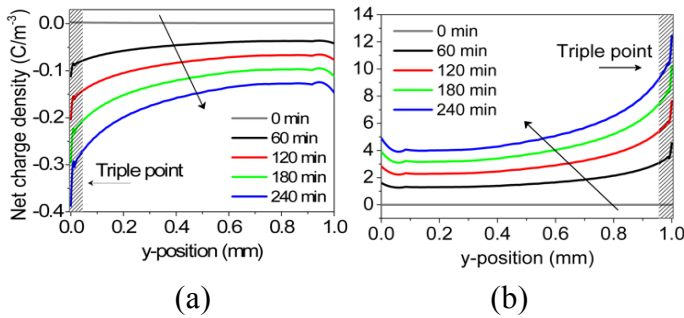 Net charge density (C/m⁻³)
0.0
-0.1
-0.2
-0.3
-0.4
0 min
60 min
120 min
180 min
240 min
Triple point
0.0 0.2 0.4 0.6 0.8 1.0
y-position (mm)
(a)
14
12
10
8
6
4
2
0
0 min
60 min
120 min
180 min
240 min
Triple point
0.0 0.2 0.4 0.6 0.8 1.0
y-position (mm)
(b)